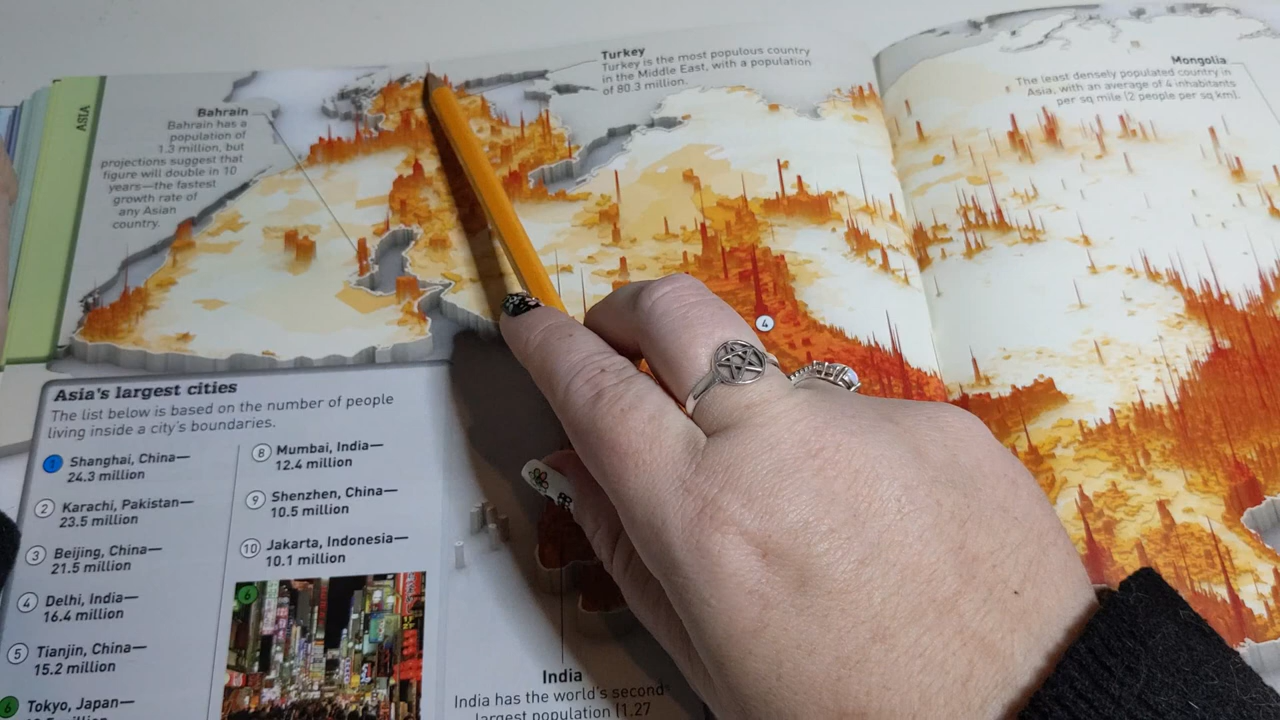 ASIA
Bahrain
Bahrain has a
population of
1.3 million, but
projections suggest that
figure will double in 10
years—the fastest
growth rate of
any Asian
country.
Turkey
Turkey is the most populous country
in the Middle East, with a population
of 80.3 million.
Mongolia
The least densely populated country in
Asia, with an average of 4 inhabitants
per sq mile (2 people per sq km).
4
Asia's largest cities
The list below is based on the number of people
living inside a city's boundaries.
1 Shanghai, China—
24.3 million
2 Karachi, Pakistan—
23.5 million
3 Beijing, China—
21.5 million
4 Delhi, India—
16.4 million
5 Tianjin, China—
15.2 million
6 Tokyo, Japan—
8 Mumbai, India—
12.4 million
9 Shenzhen, China—
10.5 million
10 Jakarta, Indonesia—
10.1 million
6
India
India has the world's second
largest population (1.27